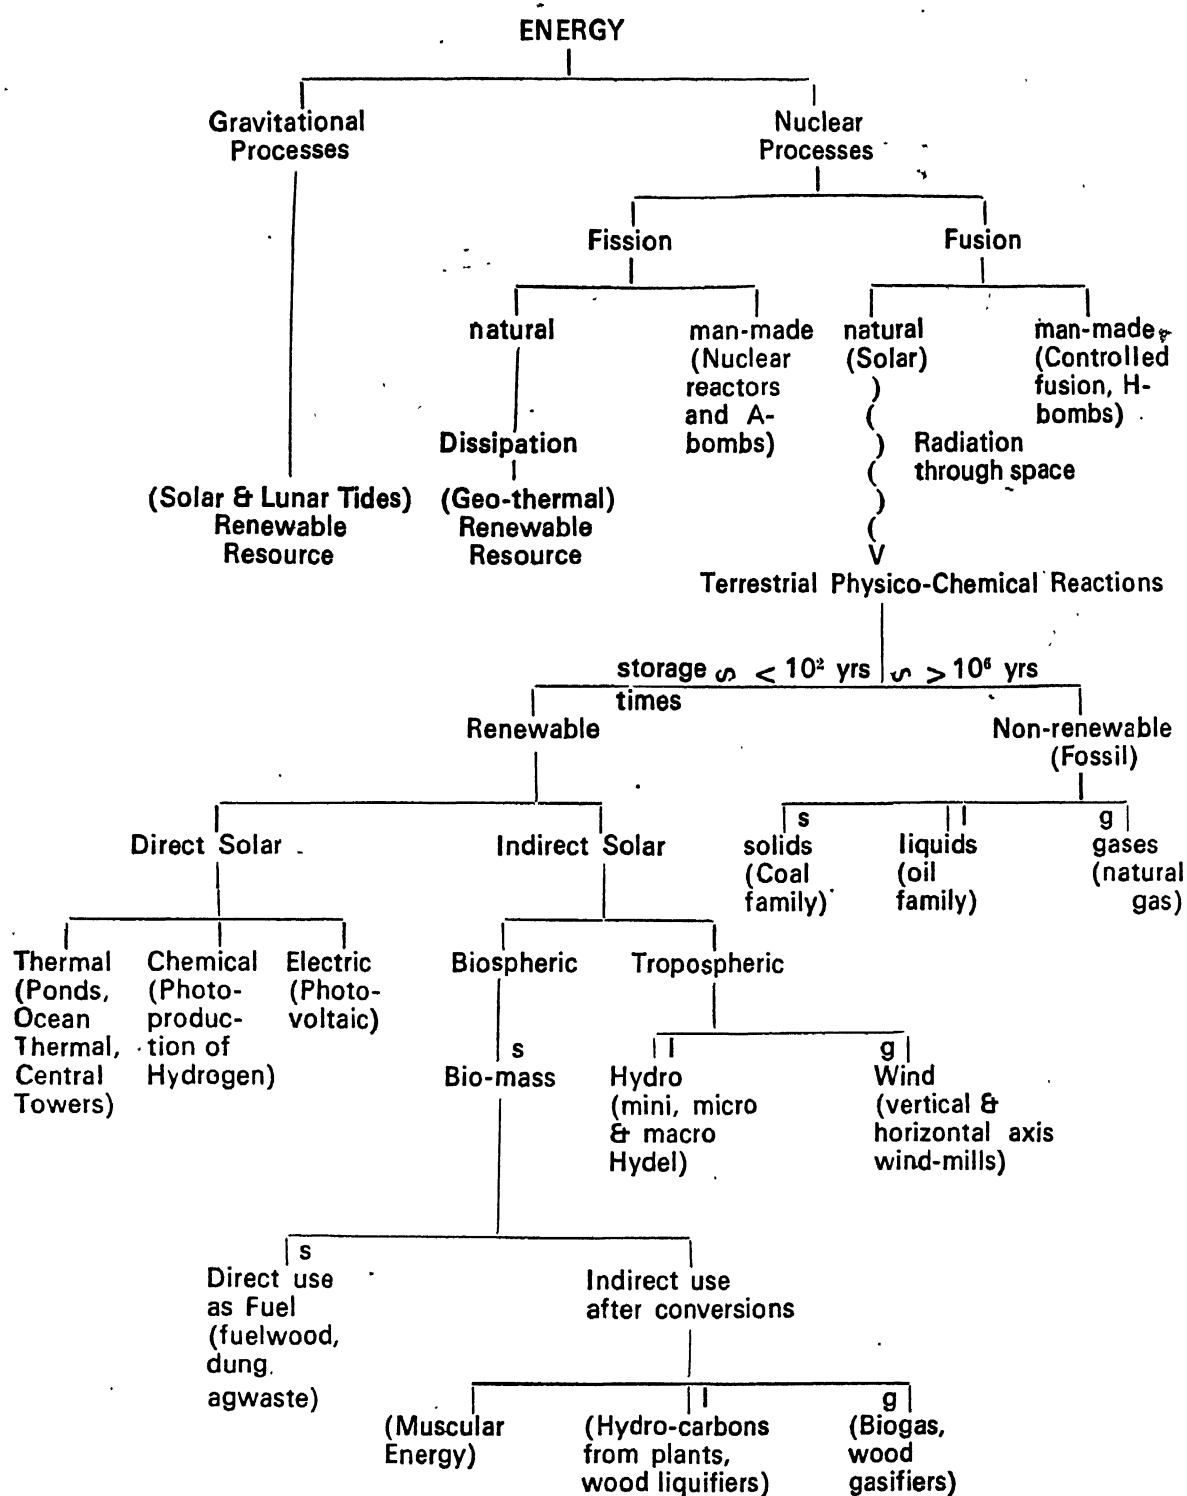 ENERGY
Gravitational
Processes
Nuclear
Processes
Fission
Fusion
natural
man-made
(Nuclear
reactors
and A-
bombs)
natural
(Solar)
man-made
(Controlled
fusion, H-
bombs)
Dissipation
Radiation
through space
(Solar & Lunar Tides)
Renewable
Resource
(Geo-thermal)
Renewable
Resource
Terrestrial Physico-Chemical Reactions
storage ∽ < 10² yrs ∽ > 10⁶ yrs
times
Renewable
Non-renewable
(Fossil)
Direct Solar
Indirect Solar
s
solids
(Coal
family)
l
liquids
(oil
family)
g
gases
(natural
gas)
Thermal
(Ponds,
Ocean
Thermal,
Central
Towers)
Chemical
(Photo-
produc-
tion of
Hydrogen)
Electric
(Photo-
voltaic)
Biospheric
Tropospheric
s
Bio-mass
l
Hydro
(mini, micro
& macro
Hydel)
g
Wind
(vertical &
horizontal axis
wind-mills)
s
Direct use
as Fuel
(fuelwood,
dung.
agwaste)
Indirect use
after conversions
(Muscular
Energy)
l
(Hydro-carbons
from plants,
wood liquifiers)
g
(Biogas,
wood
gasifiers)